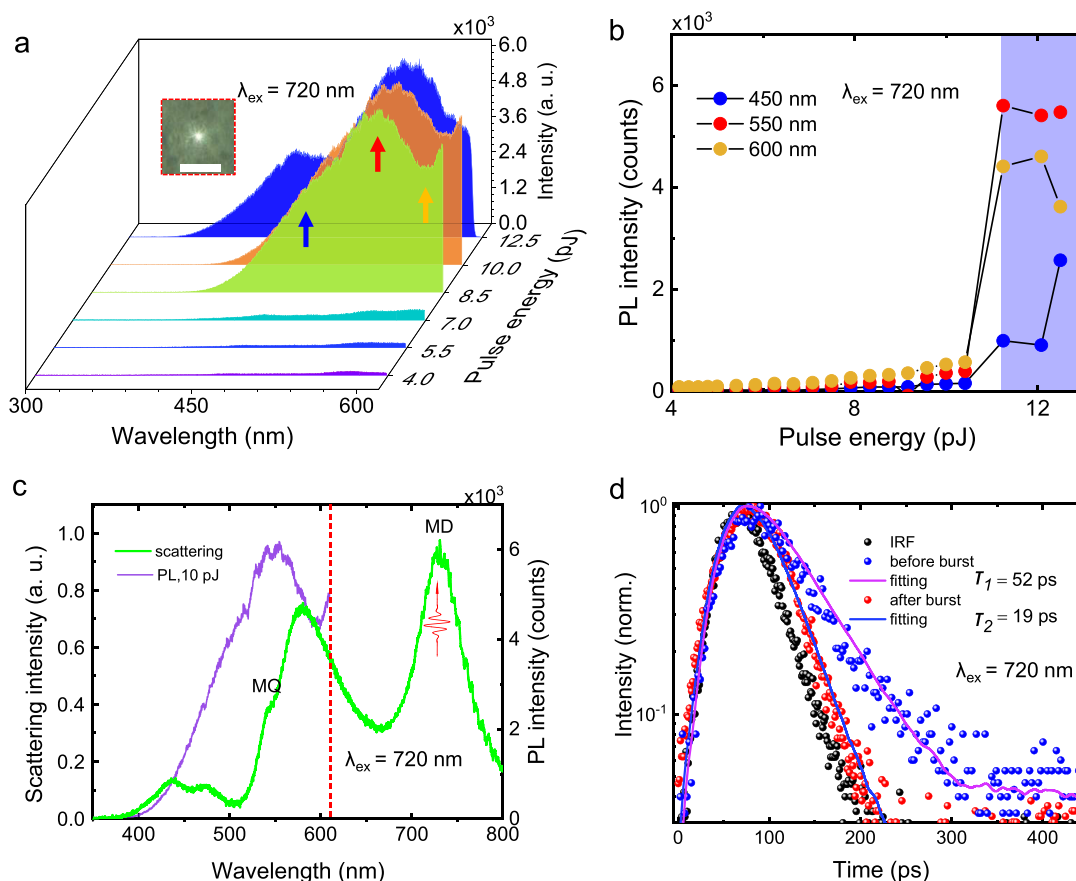 a
x10³
6.0
4.8
3.6
2.4
1.2
0.0
Intensity (a. u.)
λex = 720 nm
12.5
10.0
8.5
7.0
5.5
4.0
Pulse energy (pJ)
300
450
600
Wavelength (nm)
b
x10³
6
4
2
0
PL intensity (counts)
λex = 720 nm
450 nm
550 nm
600 nm
4
8
12
Pulse energy (pJ)
c
x10³
1.0
0.8
0.6
0.4
0.2
0.0
Scattering intensity (a. u.)
scattering
PL,10 pJ
MD
MQ
λex = 720 nm
6
4
2
0
PL intensity (counts)
400
500
600
700
800
Wavelength (nm)
d
10⁰
10⁻¹
Intensity (norm.)
IRF
before burst
fitting
after burst
fitting
τ1 = 52 ps
τ2 = 19 ps
λex = 720 nm
0
100
200
300
400
Time (ps)